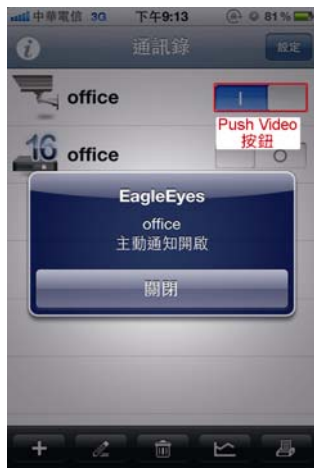 中華電信 3G 下午9:13 81%
通訊錄
設定
office
Push Video
按鈕
16
office
EagleEyes
office
主動通知開啟
關閉